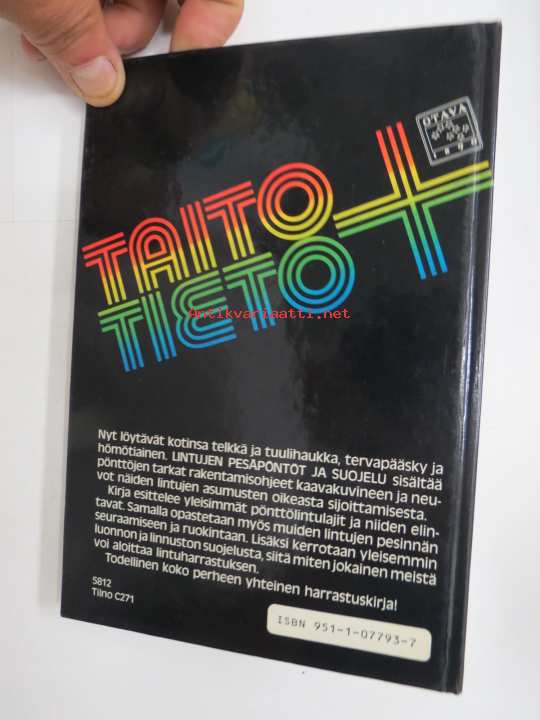 OTAVA
1890
TAITO
TIETO
+
Antikvariaatti.net
Nyt löytävät kotinsa telkkä ja tuulihaukka, tervapääsky ja
hömötiainen. LINTUJEN PESÄPÖNTÖT JA SUOJELU sisältää
pönttöjen tarkat rakentamisohjeet kaavakuvineen ja neu-
vot näiden lintujen asumusten oikeasta sijoittamisesta.
Kirja esittelee yleisimmät pönttölintulajit ja niiden elin-
tavat. Samalla opastetaan myös muiden lintujen pesinnän
seuraamiseen ja ruokintaan. Lisäksi kerrotaan yleisemmin
luonnon ja linnuston suojelusta, siitä miten jokainen meistä
voi aloittaa lintuharrastuksen.
Todellinen koko perheen yhteinen harrastuskirja!
5812
Tilno C271
ISBN 951-1-07793-7